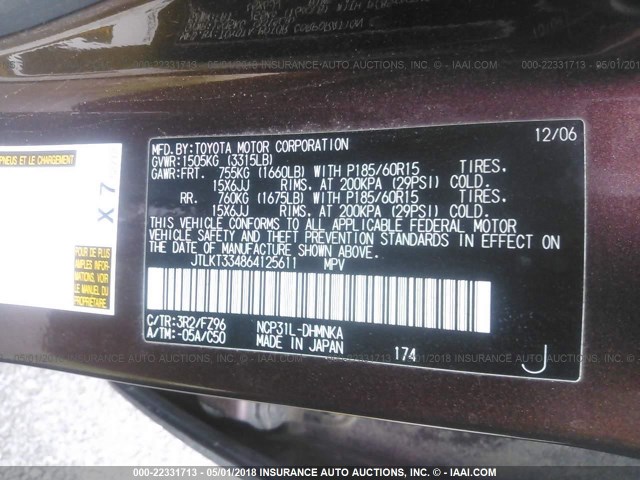 000-22331713 - 05/01/2018 INSURANCE AUTO AUCTIONS, INC. - © - IAAI.COM
12/06
MFD.BY:TOYOTA MOTOR CORPORATION
GVWR:1505KG (3315LB)
GAWR:FRT. 755KG (1660LB) WITH P185/60R15 TIRES.
15X6JJ RIMS. AT 200KPA (29PSI) COLD.
RR. 760KG (1675LB) WITH P185/60R15 TIRES.
15X6JJ RIMS. AT 200KPA (29PSI) COLD.
THIS VEHICLE CONFORMS TO ALL APPLICABLE FEDERAL MOTOR
VEHICLE SAFETY AND THEFT PREVENTION STANDARDS IN EFFECT
ON THE DATE OF MANUFACTURE SHOWN ABOVE.
JTLKT334864125611 MPV
C/TR:3R2/FZ96 NCP31L-DHMNKA
A/TM:-05A/C50 MADE IN JAPAN 174 J
PNEUS ET LE CHARGEMENT
X 7
000-22331713 - 05/01/2018 INSURANCE AUTO AUCTIONS, INC. - © - IAAI.COM